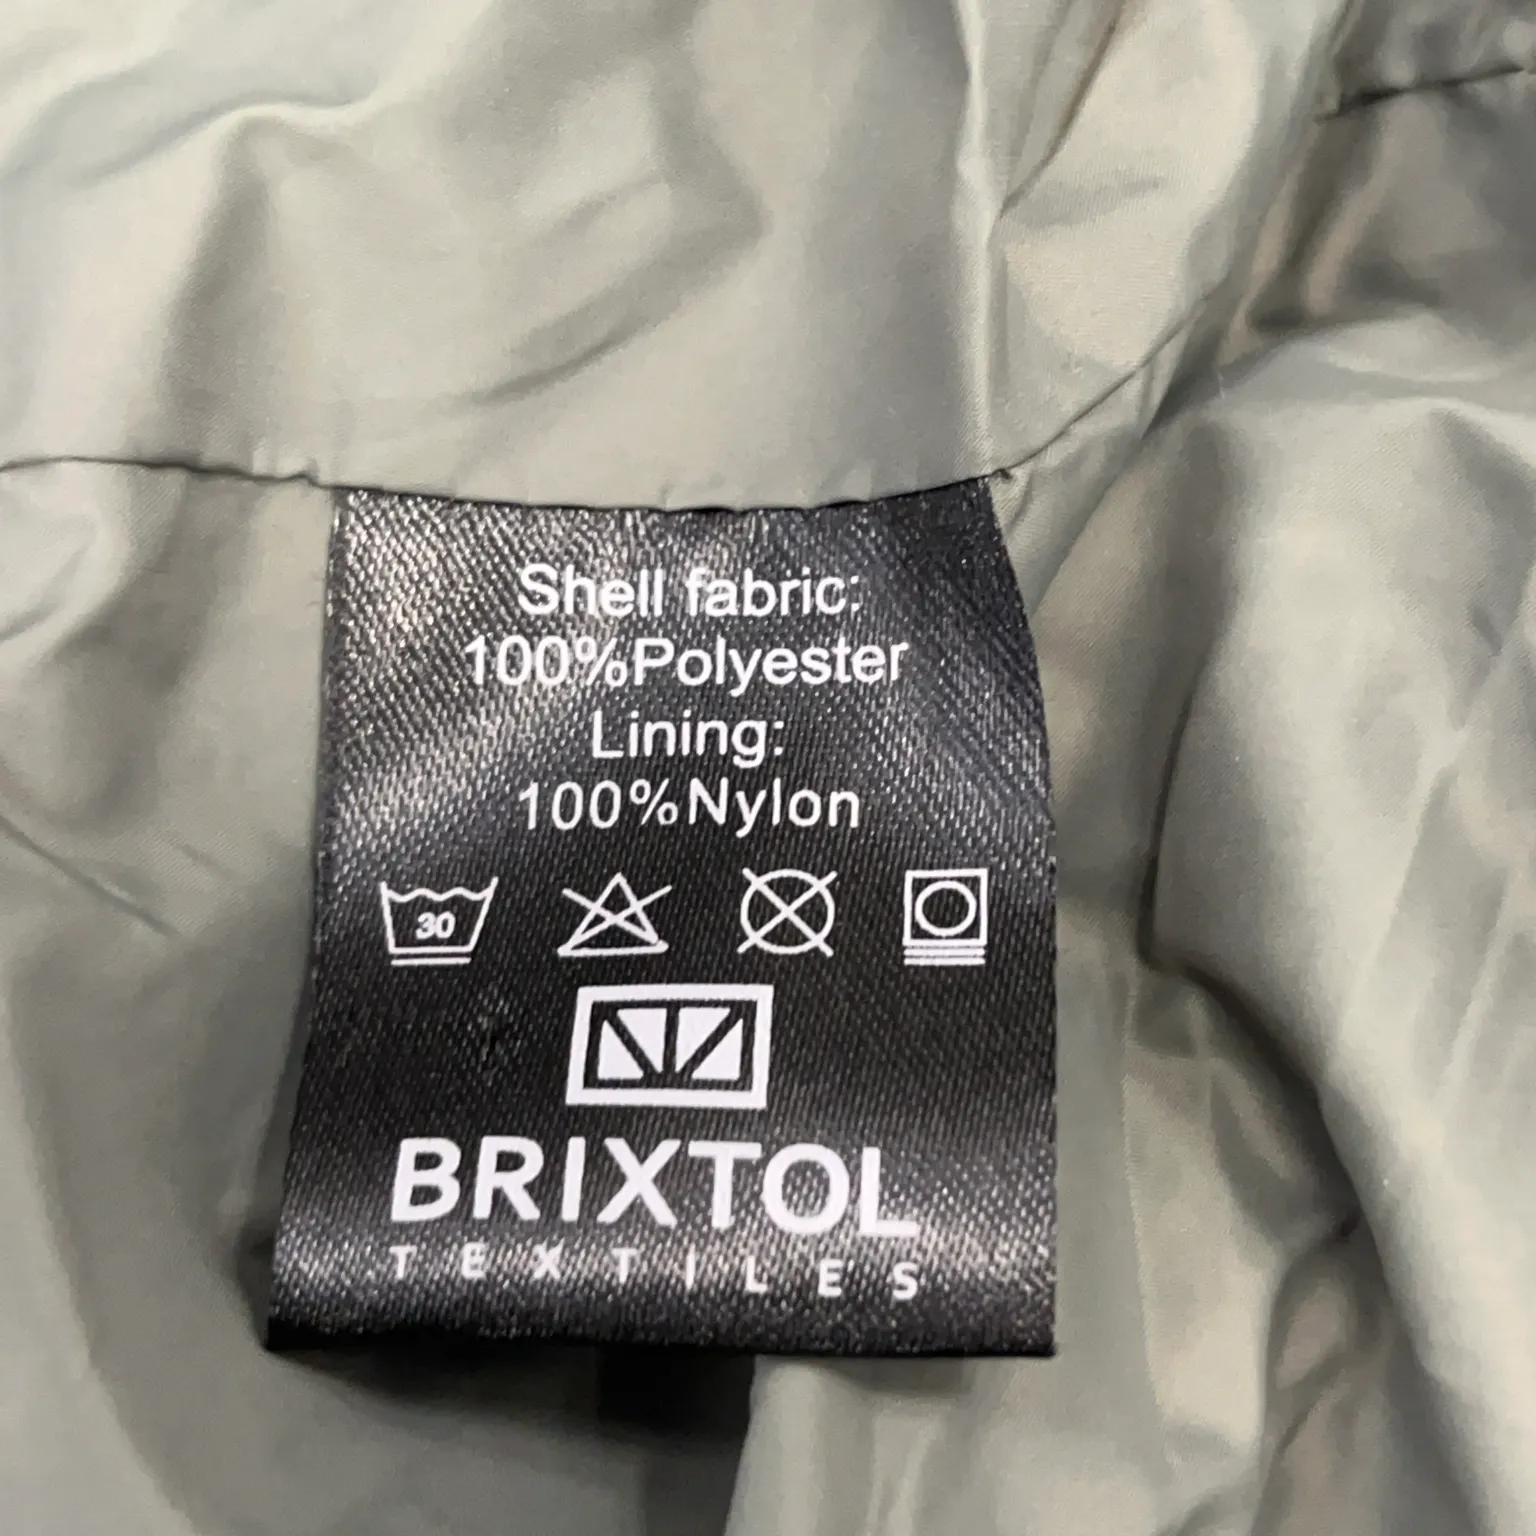 Shell fabric:
100%Polyester
Lining:
100%Nylon
30
BRIXTOL
TEXTILES